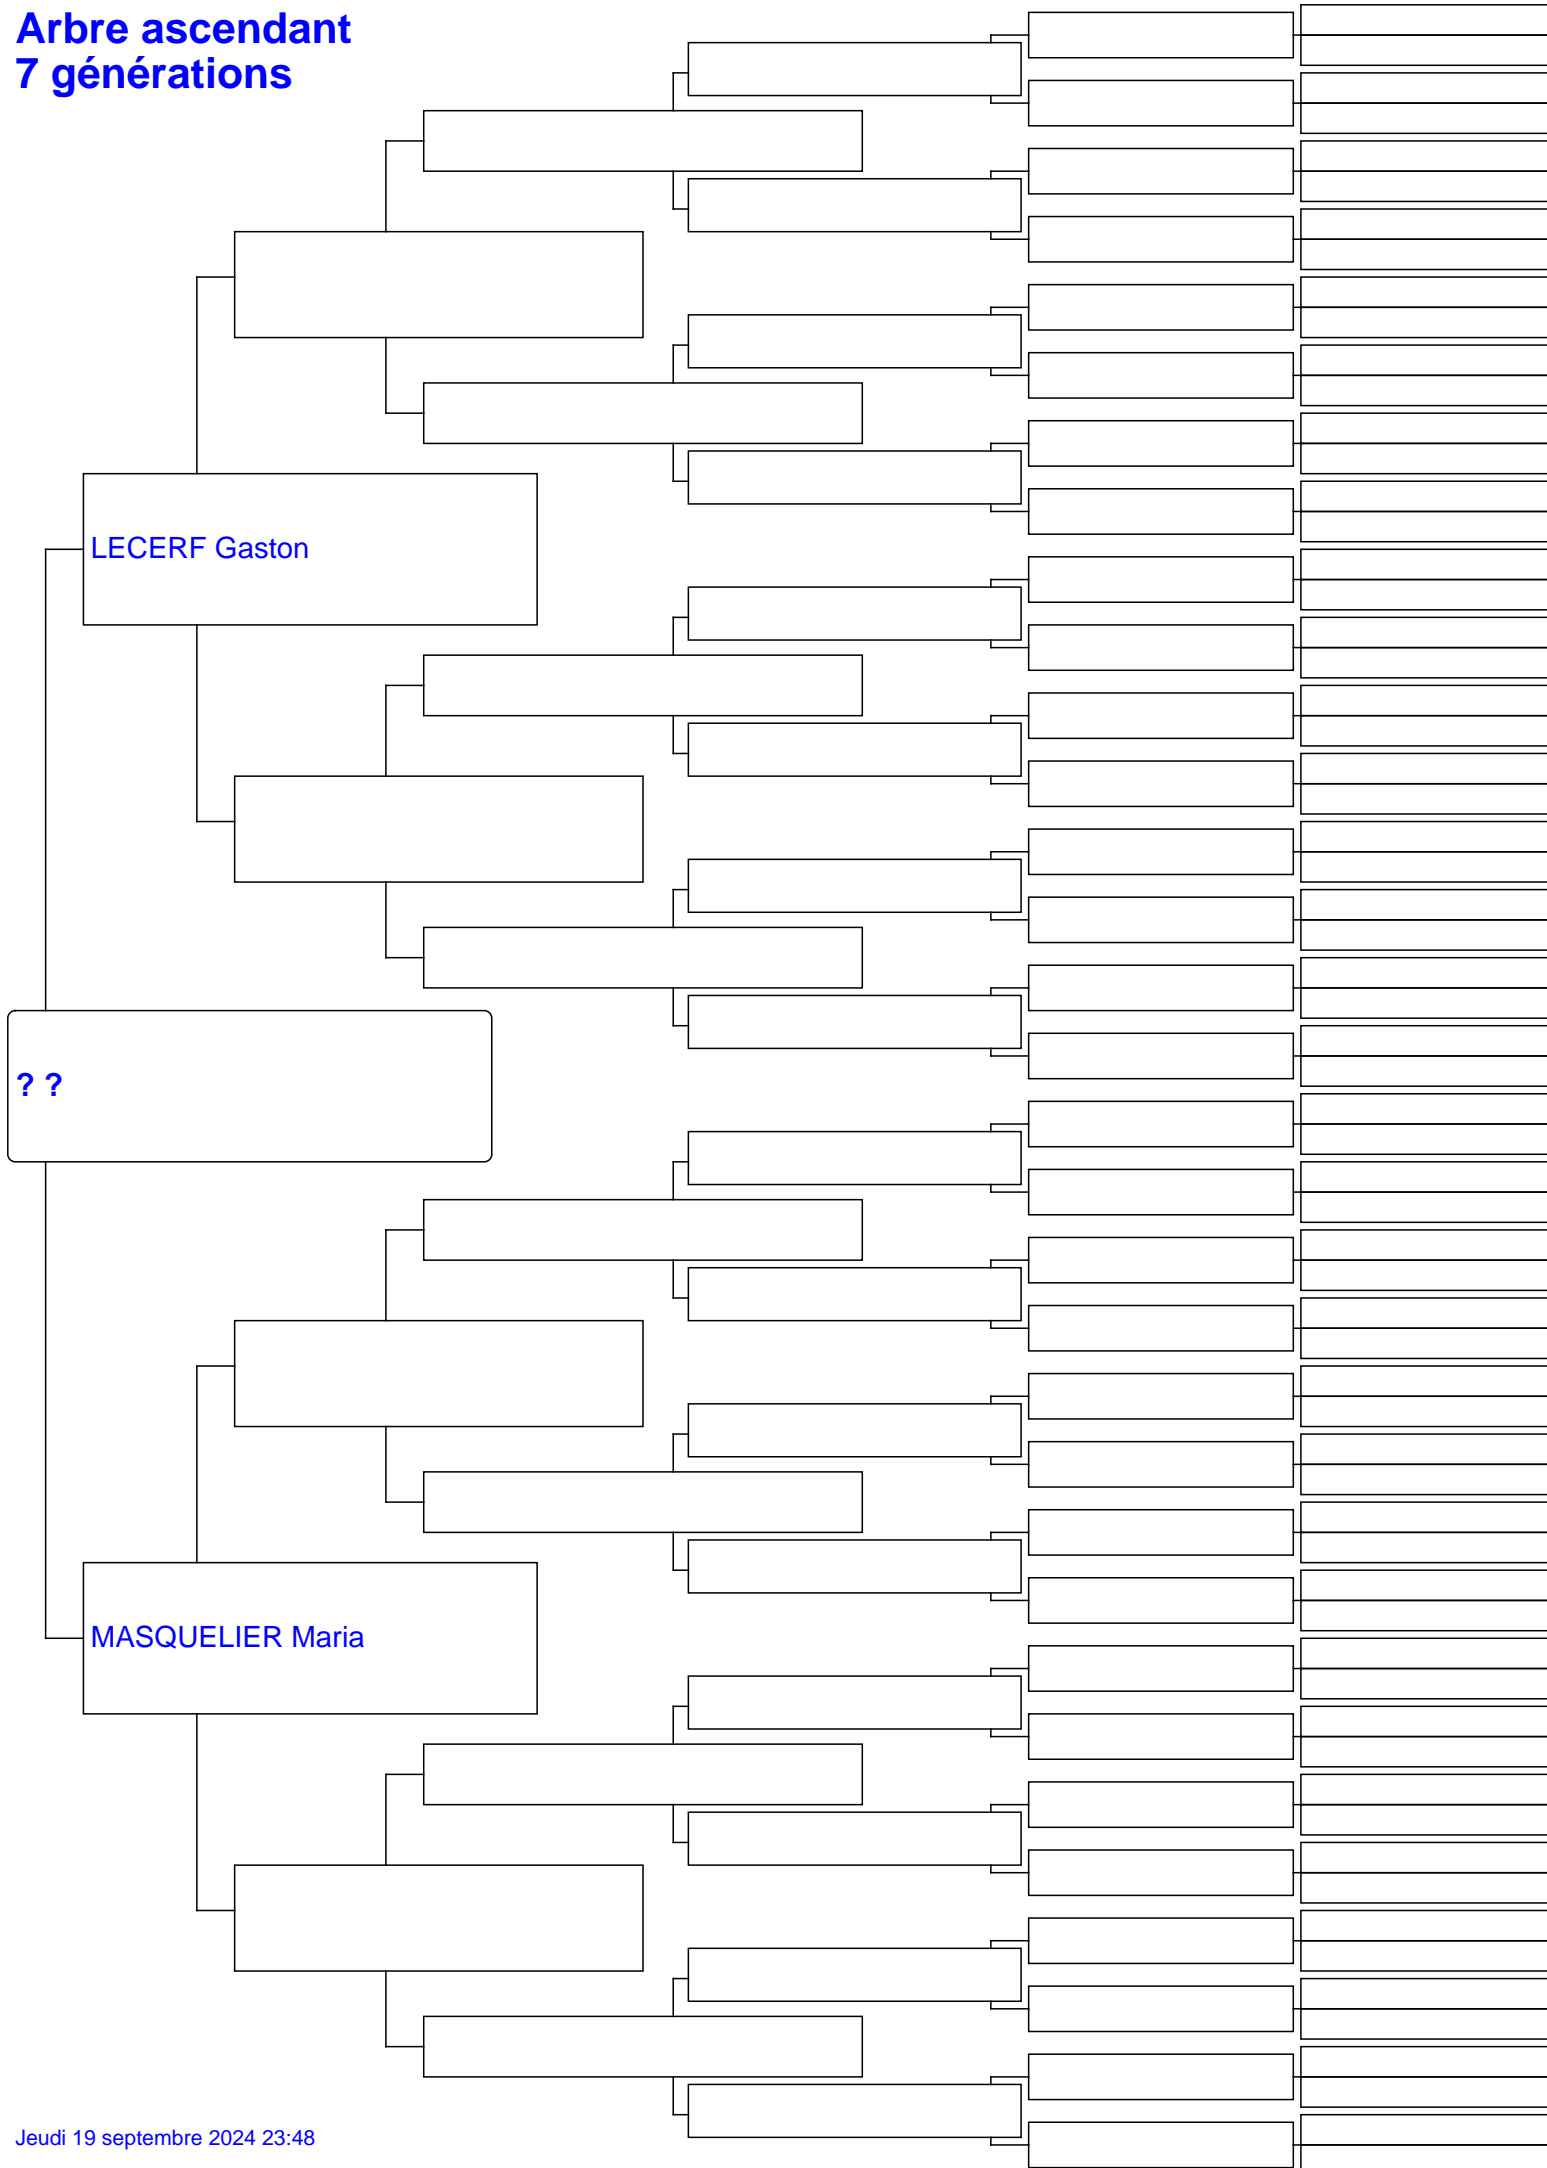 Arbre ascendant
7 générations
LECERF Gaston
? ?
MASQUELIER Maria
Jeudi 19 septembre 2024 23:48